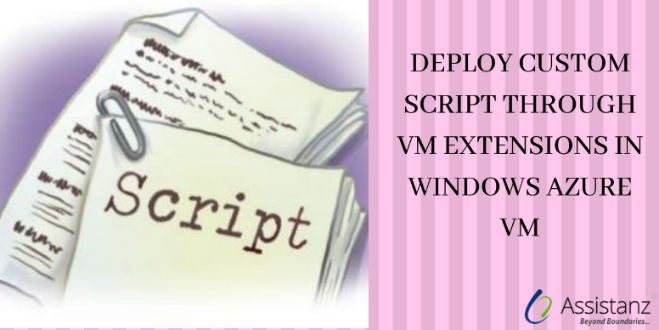 Script
DEPLOY CUSTOM
SCRIPT THROUGH
VM EXTENSIONS IN
WINDOWS AZURE
VM
Assistanz
Beyond Boundaries...